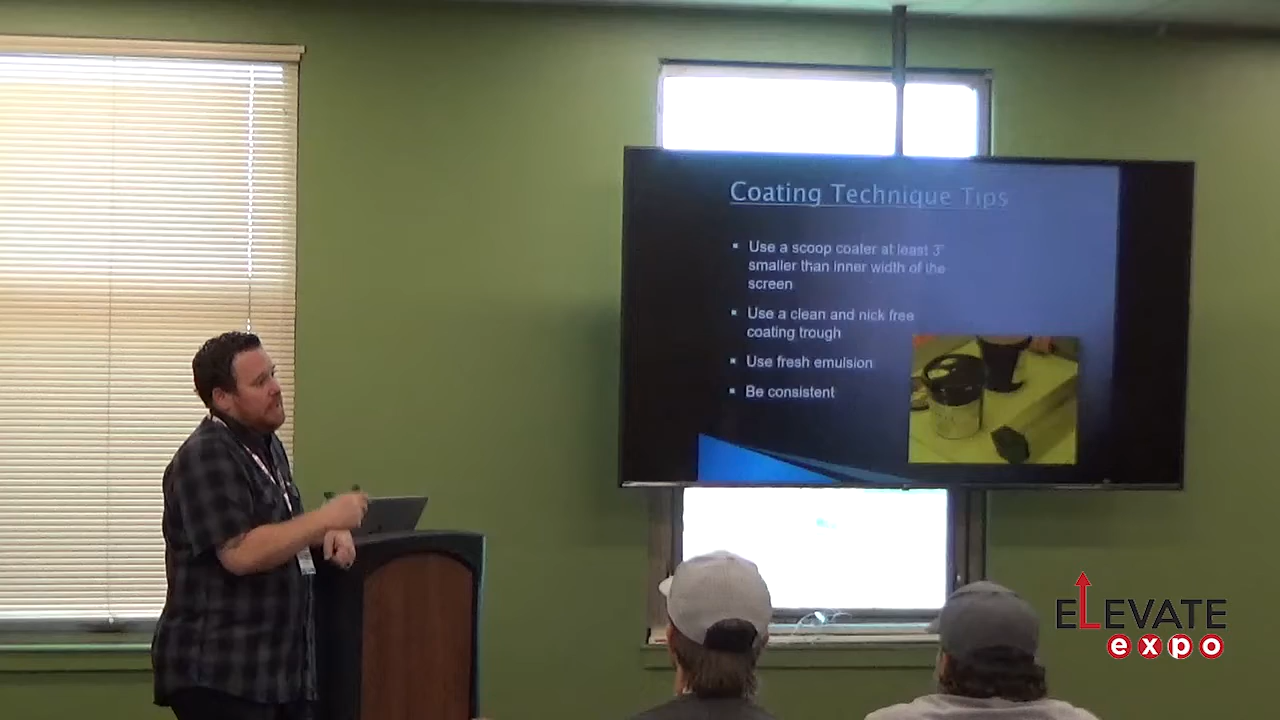 Coating Technique Tips
▪ Use a scoop coater at least 3"
smaller than inner width of the
screen
▪ Use a clean and nick free
coating trough
▪ Use fresh emulsion
▪ Be consistent
ELEVATE
expo